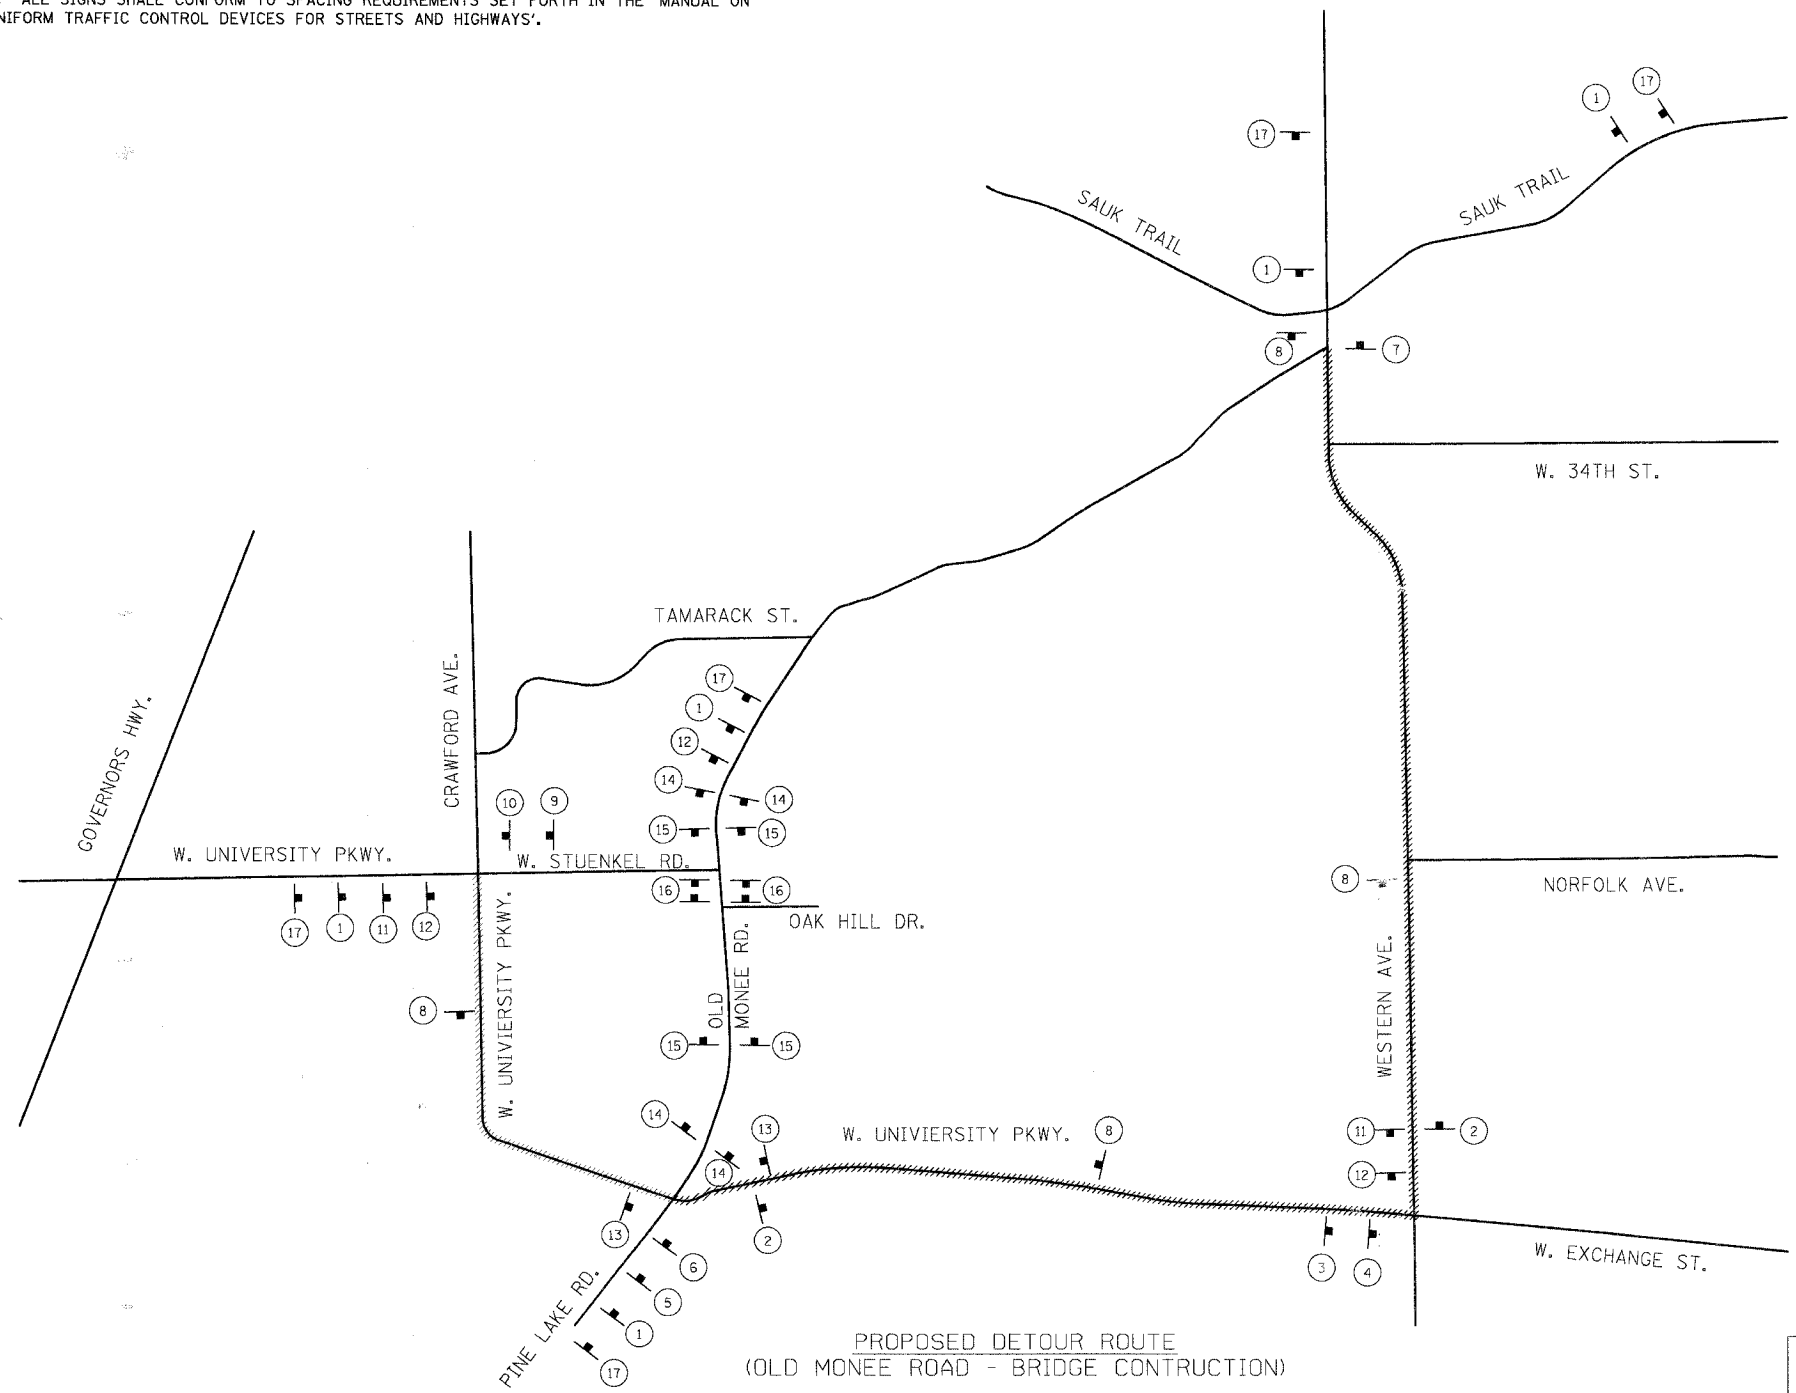 ALL SIGNS SHALL CONFORM TO SPACING REQUIREMENTS SET FORTH IN THE 'MANUAL ON
NIFORM TRAFFIC CONTROL DEVICES FOR STREETS AND HIGHWAYS'.
17
1
17
SAUK TRAIL
SAUK TRAIL
1
8
7
W. 34TH ST.
TAMARACK ST.
GOVERNORS HWY.
CRAWFORD AVE.
17
1
12
14
14
10
9
15
15
W. UNIVERSITY PKWY.
W. STUENKEL RD.
16
16
8
NORFOLK AVE.
17
1
11
12
OAK HILL DR.
W. UNIVIERSITY PKWY.
OLD
MONEE RD.
WESTERN AVE.
8
15
15
14
13
14
W. UNIVIERSITY PKWY.
8
11
2
12
13
2
6
3
4
W. EXCHANGE ST.
5
1
17
PINE LAKE RD.
PROPOSED DETOUR ROUTE
(OLD MONEE ROAD - BRIDGE CONTRUCTION)